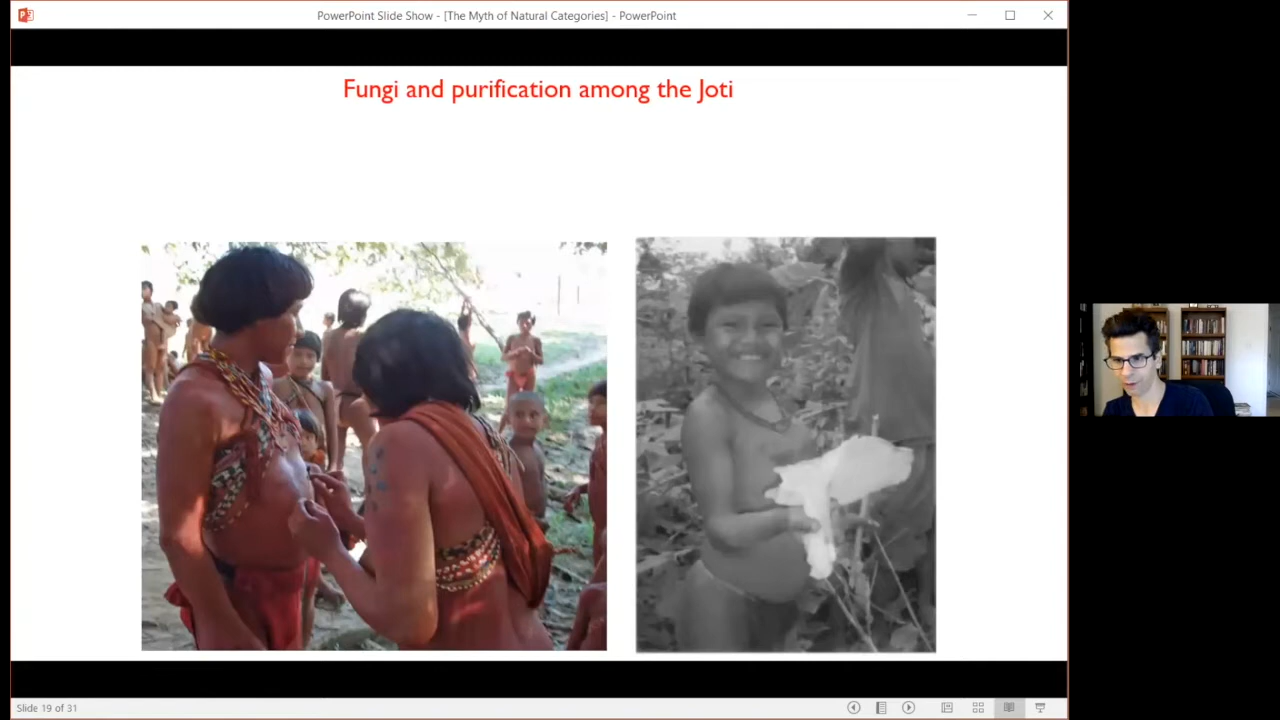 PowerPoint Slide Show - [The Myth of Natural Categories] - PowerPoint
Fungi and purification among the Joti
Slide 19 of 31